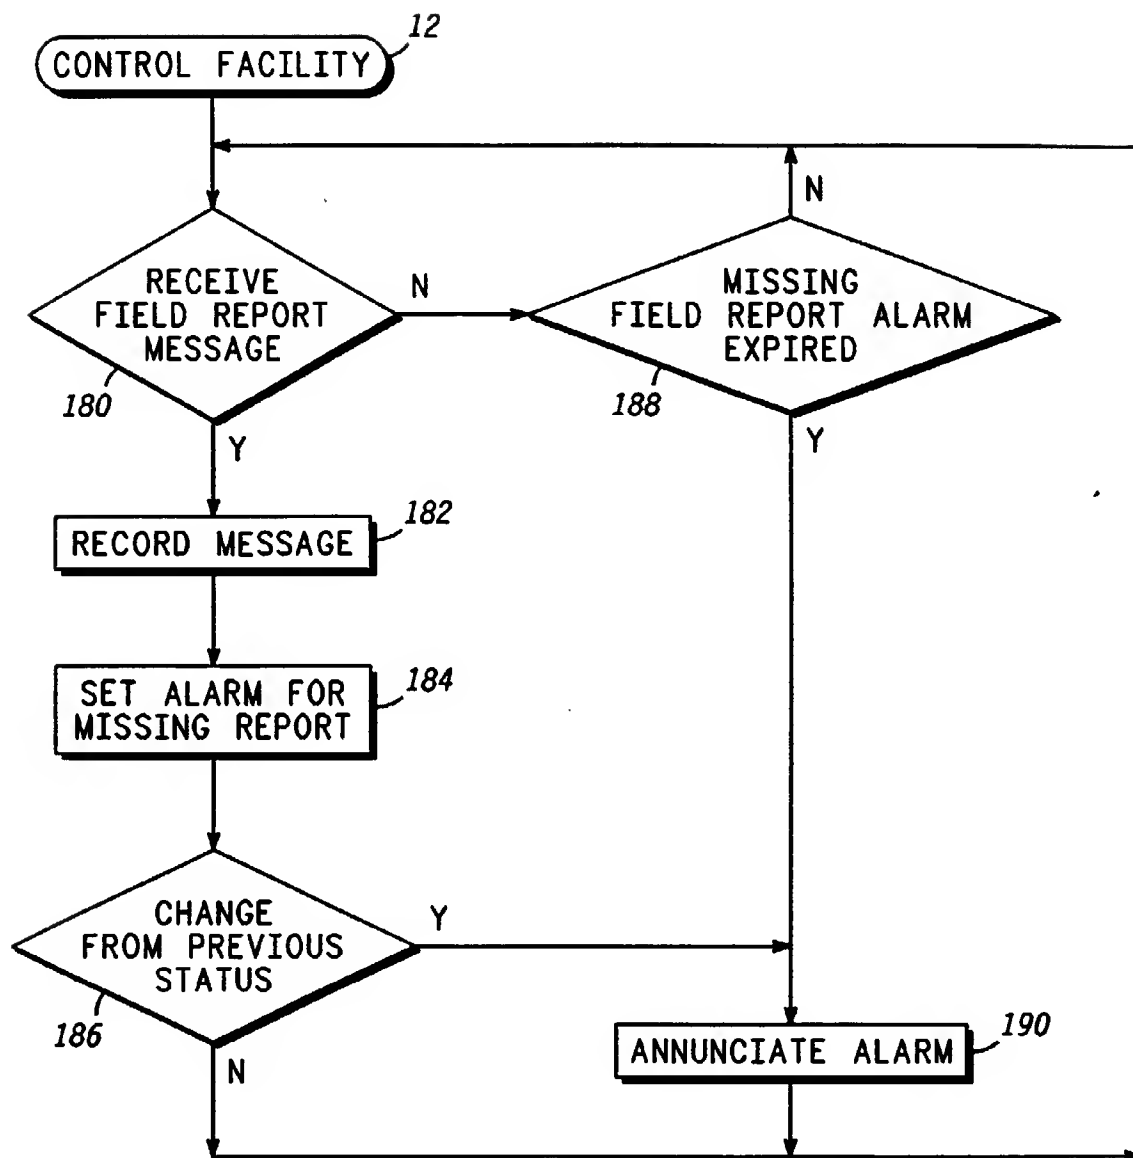 12
CONTROL FACILITY
N
RECEIVE
FIELD REPORT
MESSAGE
N
MISSING
FIELD REPORT ALARM
EXPIRED
180
188
Y
Y
182
RECORD MESSAGE
184
SET ALARM FOR
MISSING REPORT
CHANGE
FROM PREVIOUS
STATUS
Y
186
190
ANNUNCIATE ALARM
N